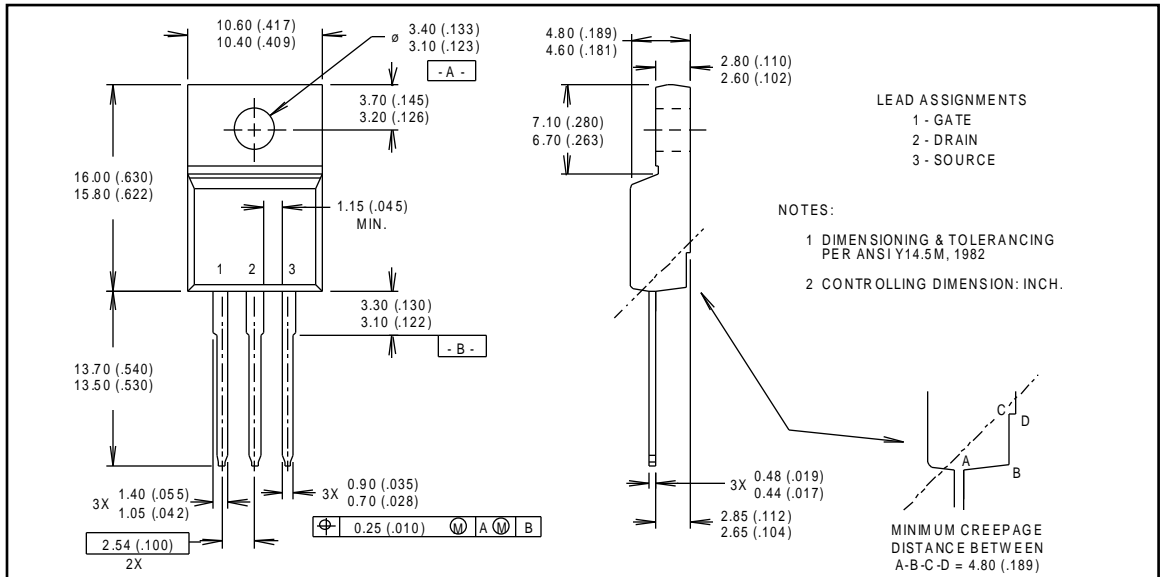 10.60 (.417)
10.40 (.409)
ø 3.40 (.133)
3.10 (.123)
- A -
3.70 (.145)
3.20 (.126)
16.00 (.630)
15.80 (.622)
1.15 (.045)
MIN.
1 2 3
3.30 (.130)
3.10 (.122)
- B -
13.70 (.540)
13.50 (.530)
3X 1.40 (.055)
1.05 (.042)
3X 0.90 (.035)
0.70 (.028)
0.25 (.010) Ⓜ A Ⓜ B
2.54 (.100)
2X
4.80 (.189)
4.60 (.181)
2.80 (.110)
2.60 (.102)
7.10 (.280)
6.70 (.263)
3X 0.48 (.019)
0.44 (.017)
2.85 (.112)
2.65 (.104)
LEAD ASSIGNMENTS
1 - GATE
2 - DRAIN
3 - SOURCE
NOTES:
1 DIMENSIONING & TOLERANCING
PER ANSI Y14.5M, 1982
2 CONTROLLING DIMENSION: INCH.
C
D
A
B
MINIMUM CREEPAGE
DISTANCE BETWEEN
A-B-C-D = 4.80 (.189)